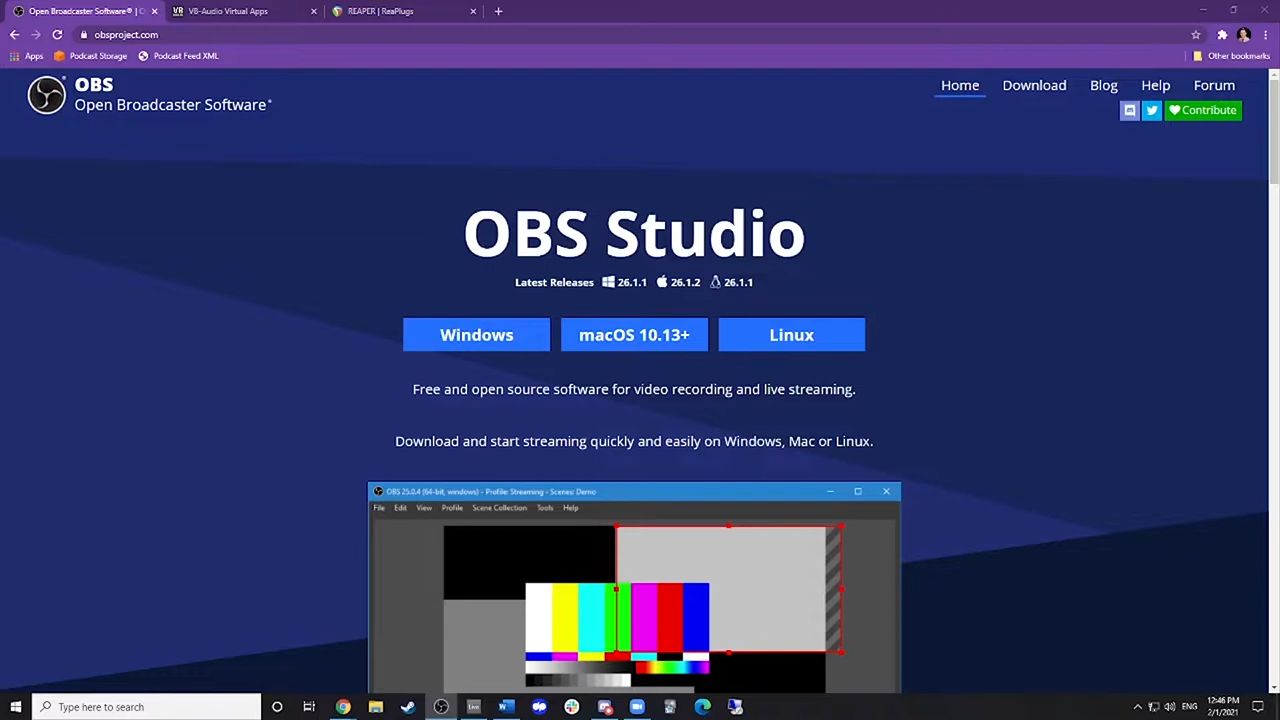 Open Broadcaster Software® | O
VB-Audio Virtual Apps
REAPER | ReaPlugs
obsproject.com
Apps
Podcast Storage
Podcast Feed XML
Other bookmarks
OBS
Open Broadcaster Software
Home
Download
Blog
Help
Forum
Contribute
OBS Studio
Latest Releases 26.1.1 26.1.2 26.1.1
Windows
macOS 10.13+
Linux
Free and open source software for video recording and live streaming.
Download and start streaming quickly and easily on Windows, Mac or Linux.
OBS 25.0.4 (64-bit, windows) - Profile: Streaming - Scenes: Demo
File Edit View Profile Scene Collection Tools Help
Type here to search
Live
ENG
12:46 PM
2/1/2021